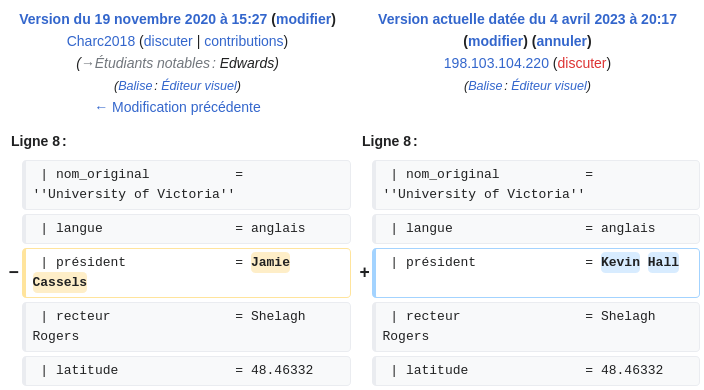 Version du 19 novembre 2020 à 15:27 (modifier)
Charc2018 (discuter | contributions)
(→Étudiants notables : Edwards)
(Balise : Éditeur visuel)
← Modification précédente
Version actuelle datée du 4 avril 2023 à 20:17
(modifier) (annuler)
198.103.104.220 (discuter)
(Balise : Éditeur visuel)
Ligne 8 :
Ligne 8 :
| nom_original =
''University of Victoria''
| nom_original =
''University of Victoria''
| langue = anglais
| langue = anglais
− | président = Jamie
Cassels
+ | président = Kevin Hall
| recteur = Shelagh
Rogers
| recteur = Shelagh
Rogers
| latitude = 48.46332
| latitude = 48.46332